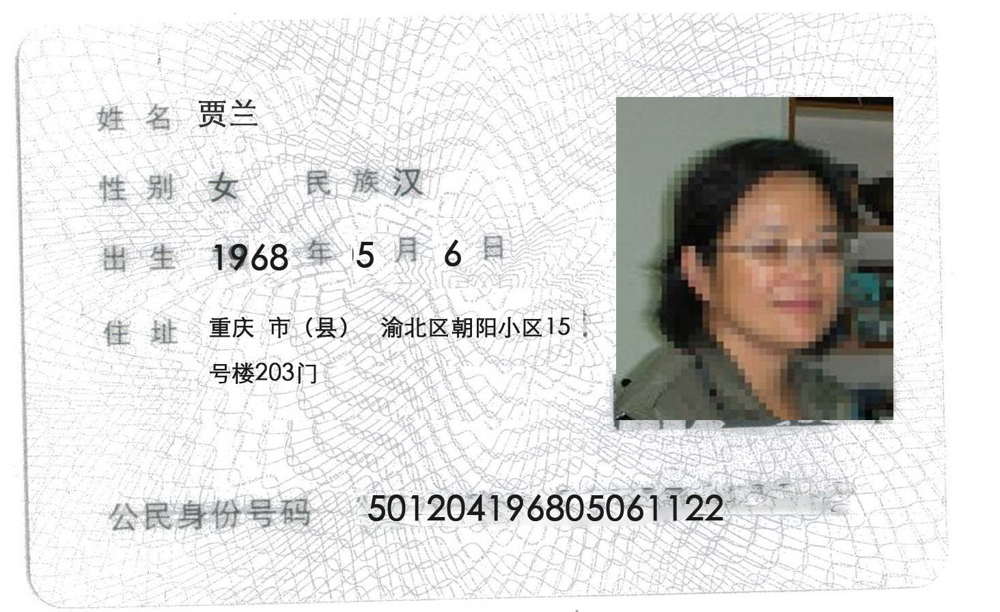 姓 名 贾兰
性 别 女 民 族 汉
出 生 1968 年 05 月 6 日
住 址 重庆 市（县） 渝北区朝阳小区15
号楼203门
公民身份号码 501204196805061122